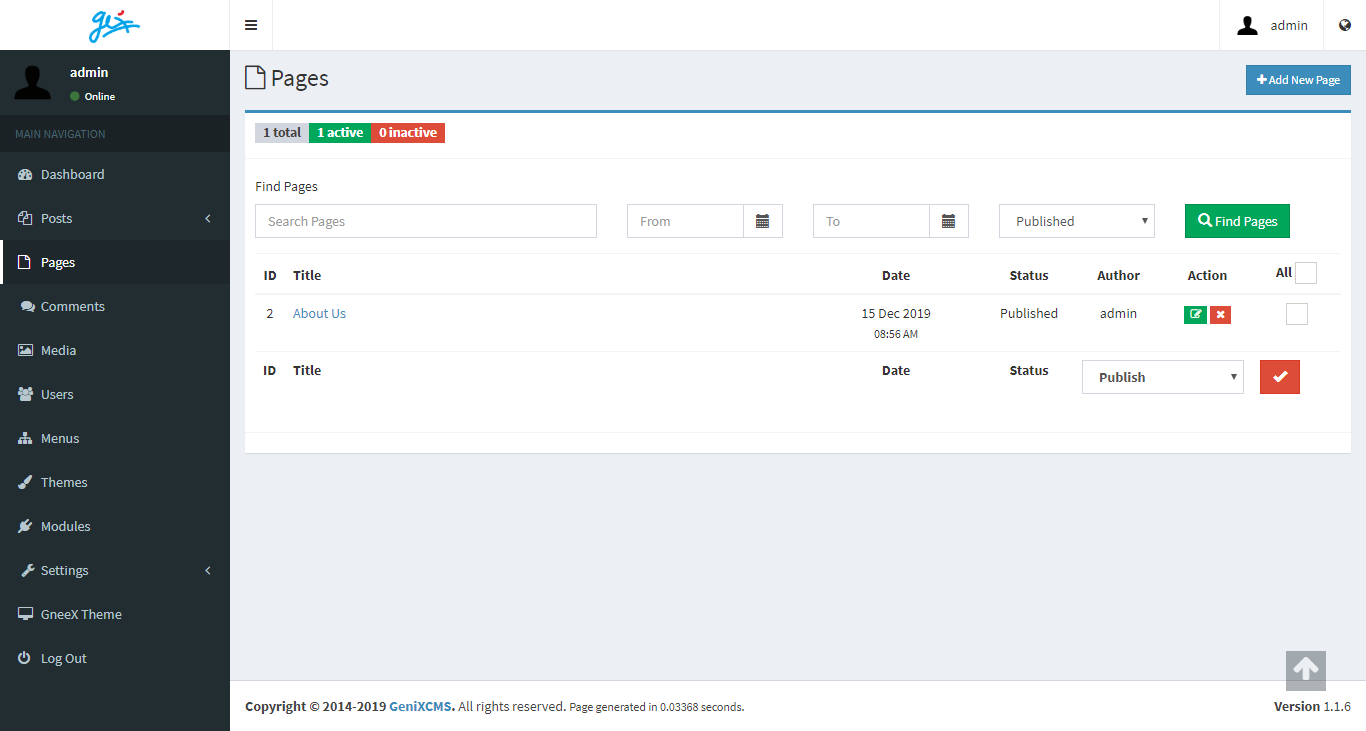 gix
admin
admin
Online
MAIN NAVIGATION
Dashboard
Posts
Pages
Comments
Media
Users
Menus
Themes
Modules
Settings
GneeX Theme
Log Out
Pages
Add New Page
1 total 1 active 0 inactive
Find Pages
Search Pages From To Published Find Pages
ID Title Date Status Author Action All
2 About Us 15 Dec 2019 Published admin
08:56 AM
ID Title Date Status Publish
Copyright © 2014-2019 GeniXCMS. All rights reserved. Page generated in 0.03368 seconds.
Version 1.1.6